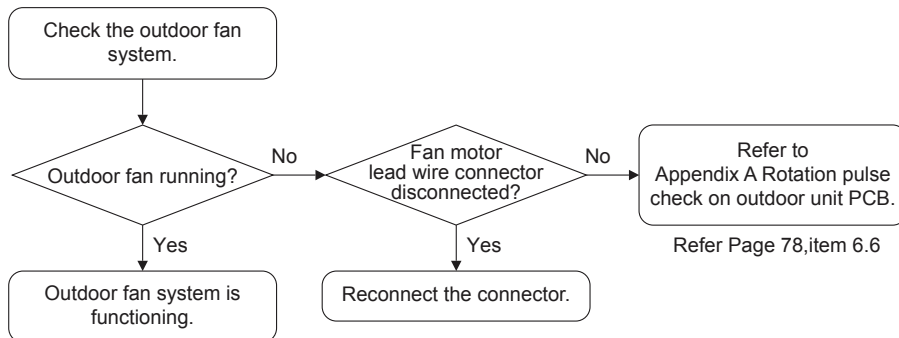 Check the outdoor fan
system.
Outdoor fan running?
No
Fan motor
lead wire connector
disconnected?
No
Refer to
Appendix A Rotation pulse
check on outdoor unit PCB.
Refer Page 78,item 6.6
Yes
Yes
Outdoor fan system is
functioning.
Reconnect the connector.